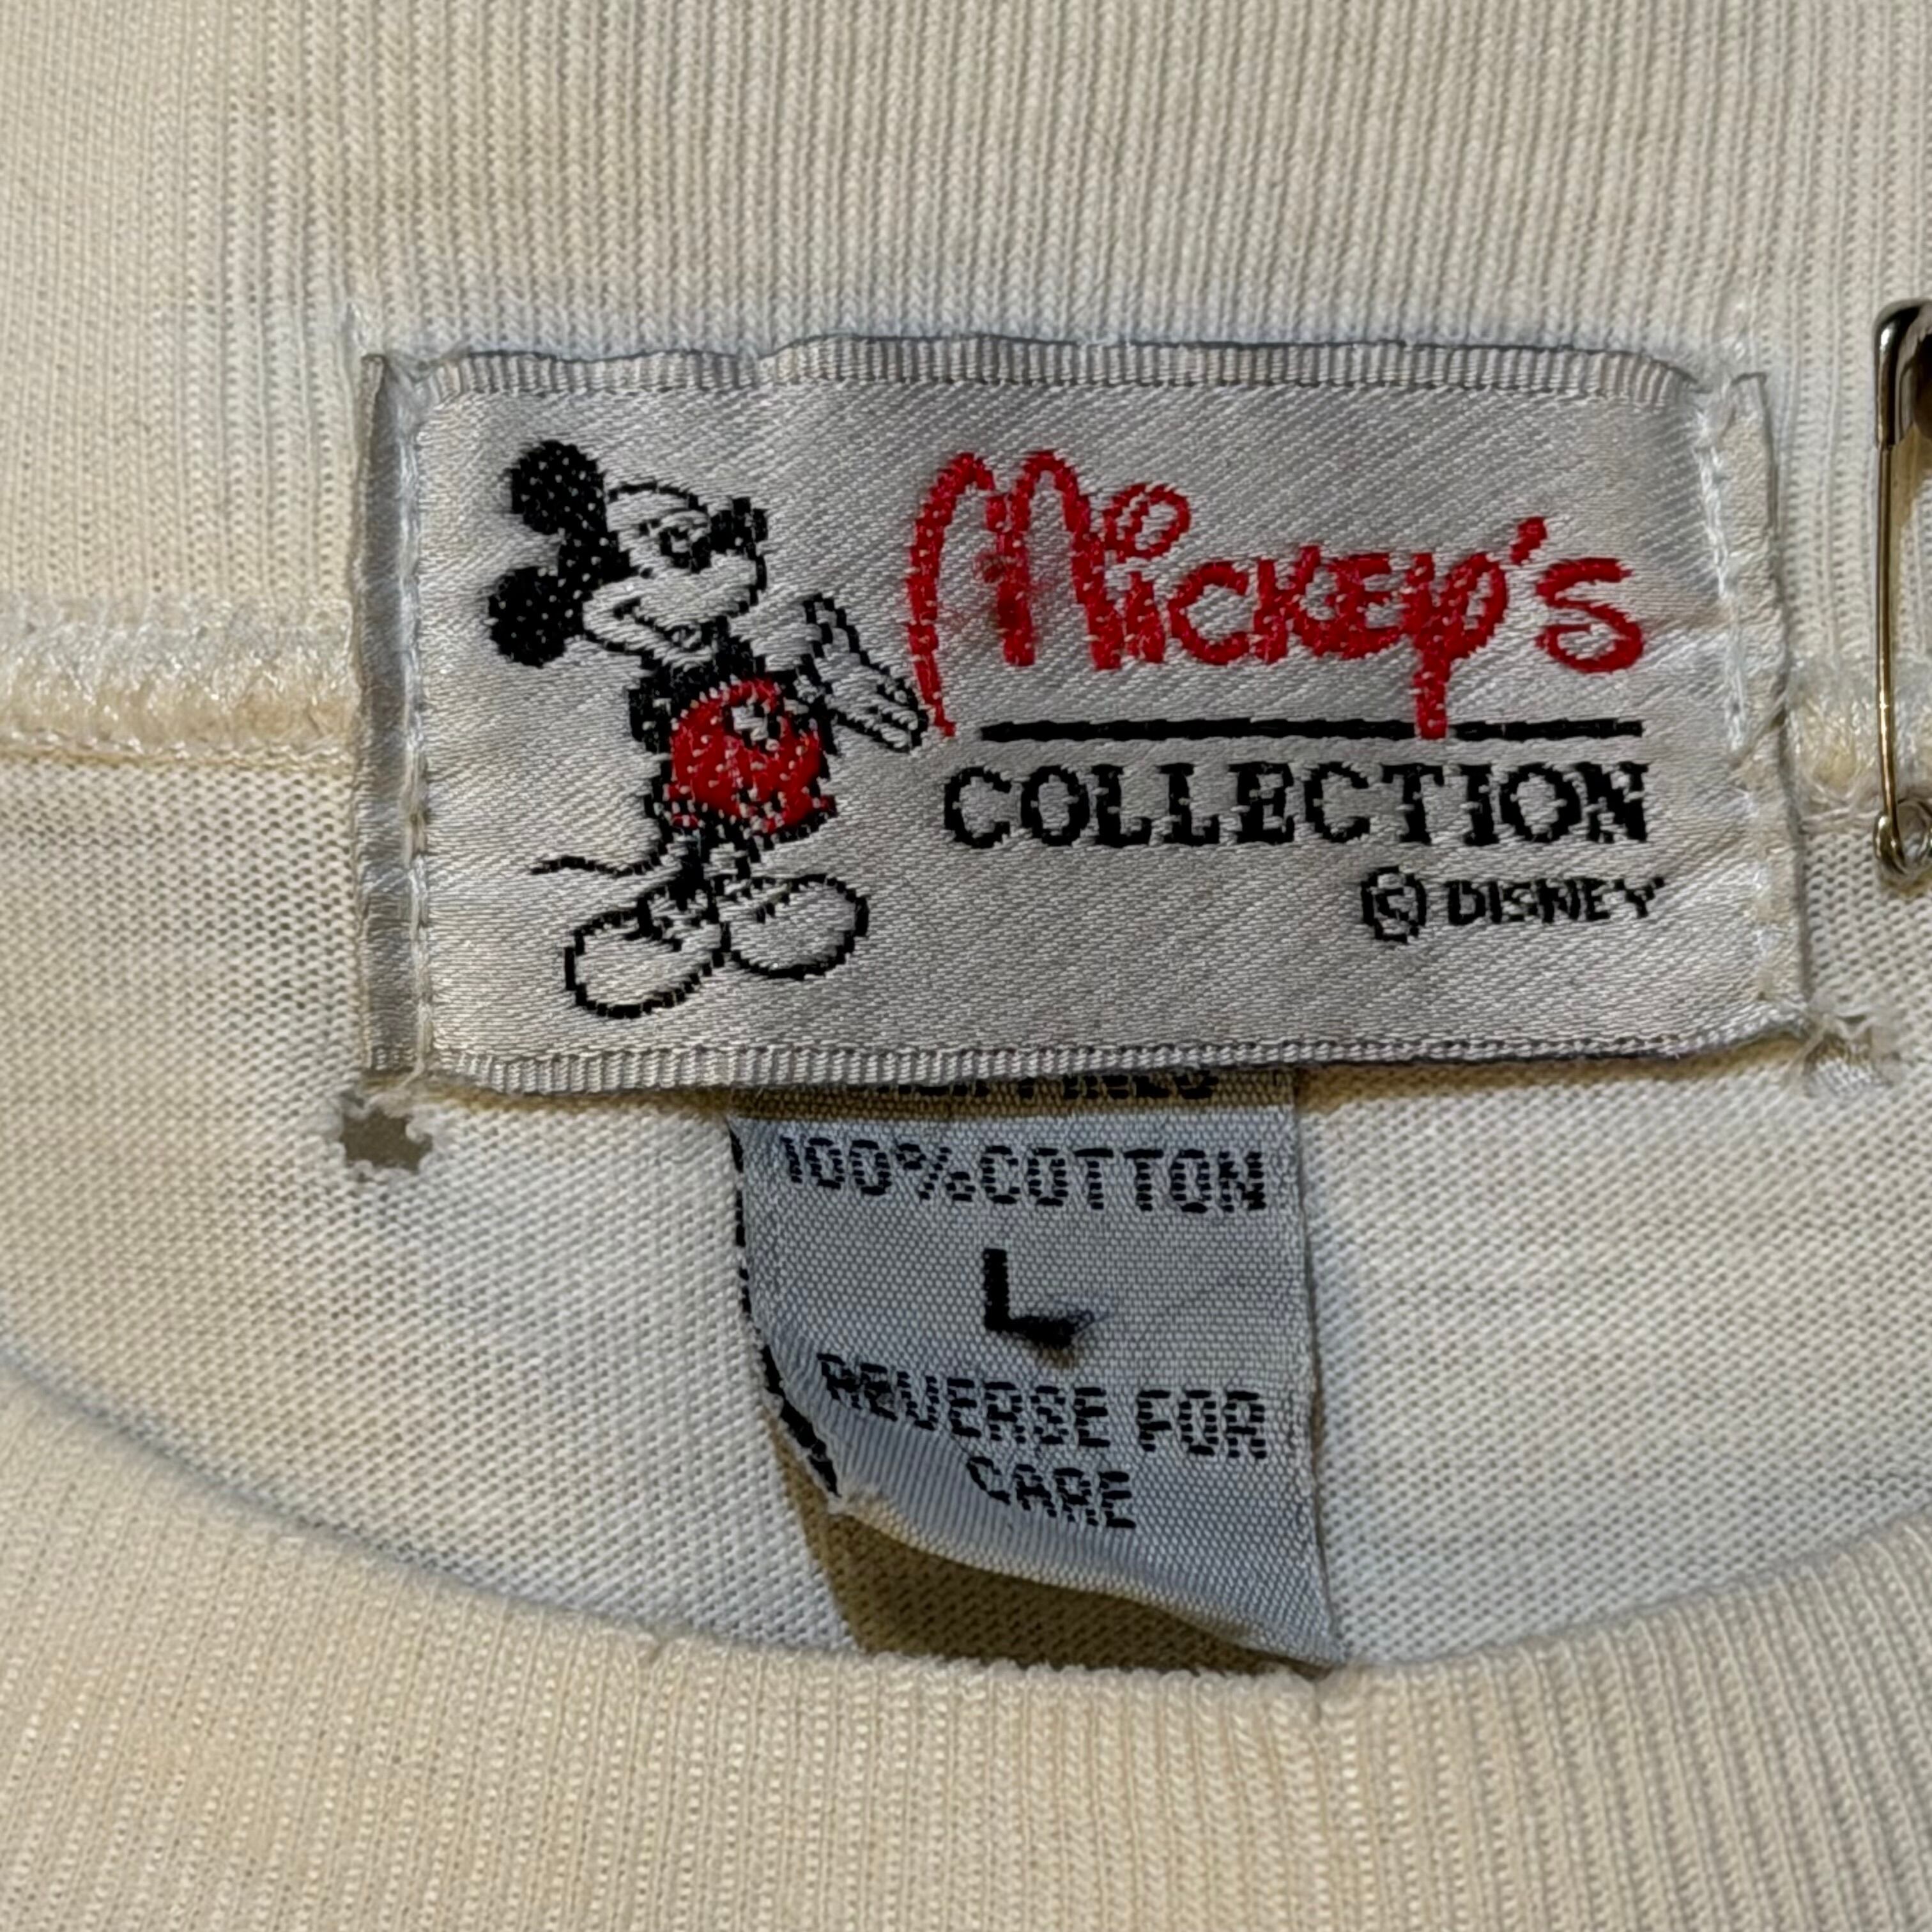 Mickey's
COLLECTION
© DISNEY
100%COTTON
L
REVERSE FOR
CARE